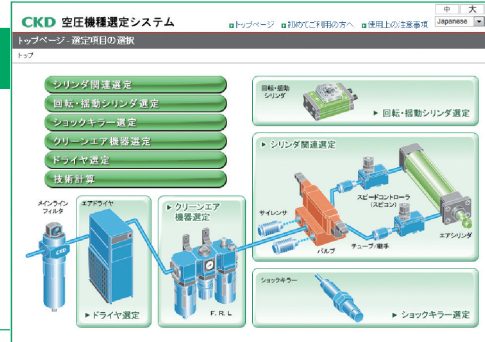 中 大
CKD 空圧機種選定システム
トップページ 初めてご利用の方へ 使用上の注意事項 Japanese
トップページ - 選定項目の選択
トップ
シリンダ関連選定
回転・揺動シリンダ選定
ショックキラー選定
クリーンエア機器選定
ドライヤ選定
技術計算
回転・揺動
シリンダ
回転・揺動シリンダ選定
シリンダ関連選定
スピードコントローラ
(スピコン)
サイレンサ
バルブ
チューブ/継手
エアシリンダ
メインライン
フィルタ
CKD
エアドライヤ
ドライヤ選定
クリーンエア
機器選定
F. R. L
ショックキラー
ショックキラー選定